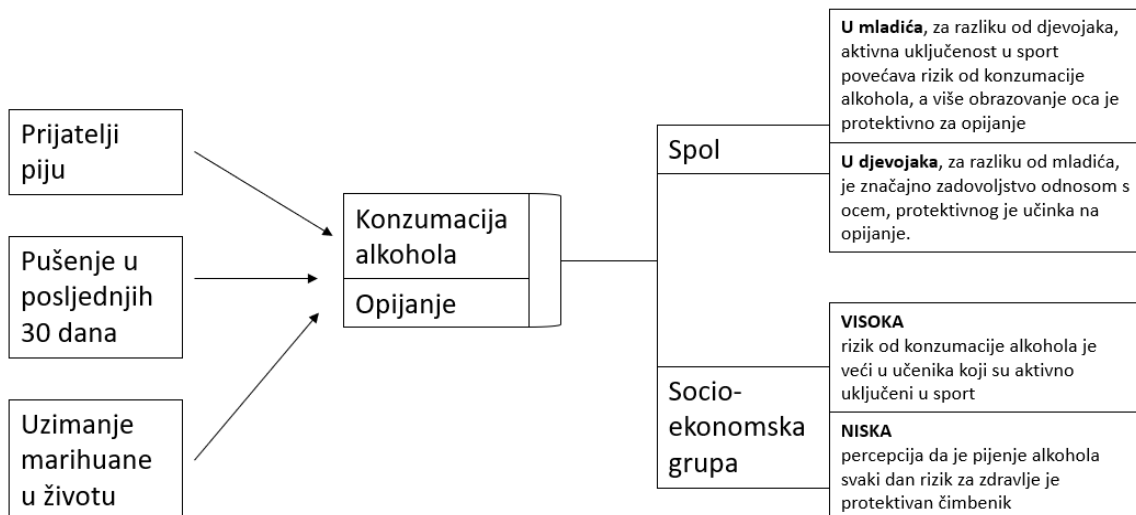 Prijatelji
piju
Pušenje u
posljednjih
30 dana
Uzimanje
marihuane
u životu
Konzumacija
alkohola
Opijanje
Spol
U mladića, za razliku od djevojaka,
aktivna uključenost u sport
povećava rizik od konzumacije
alkohola, a više obrazovanje oca je
protektivno za opijanje
U djevojaka, za razliku od mladića,
je značajno zadovoljstvo odnosom s
ocem, protektivnog je učinka na
opijanje.
Socio-
ekonomska
grupa
VISOKA
rizik od konzumacije alkohola je
veći u učenika koji su aktivno
uključeni u sport
NISKA
percepcija da je pijenje alkohola
svaki dan rizik za zdravlje je
protektivan čimbenik